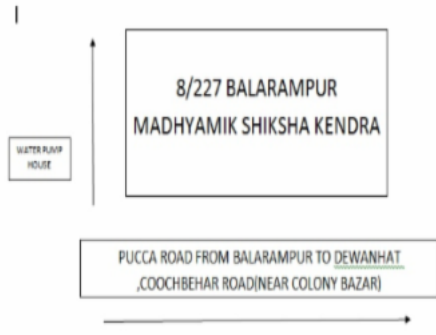 8/227 BALARAMPUR
MADHYAMIK SHIKSHA KENDRA
WATER PUMP
HOUSE
PUCCA ROAD FROM BALARAMPUR TO DEWANHAT
,COOCHBEHAR ROAD(NEAR COLONY BAZAR)